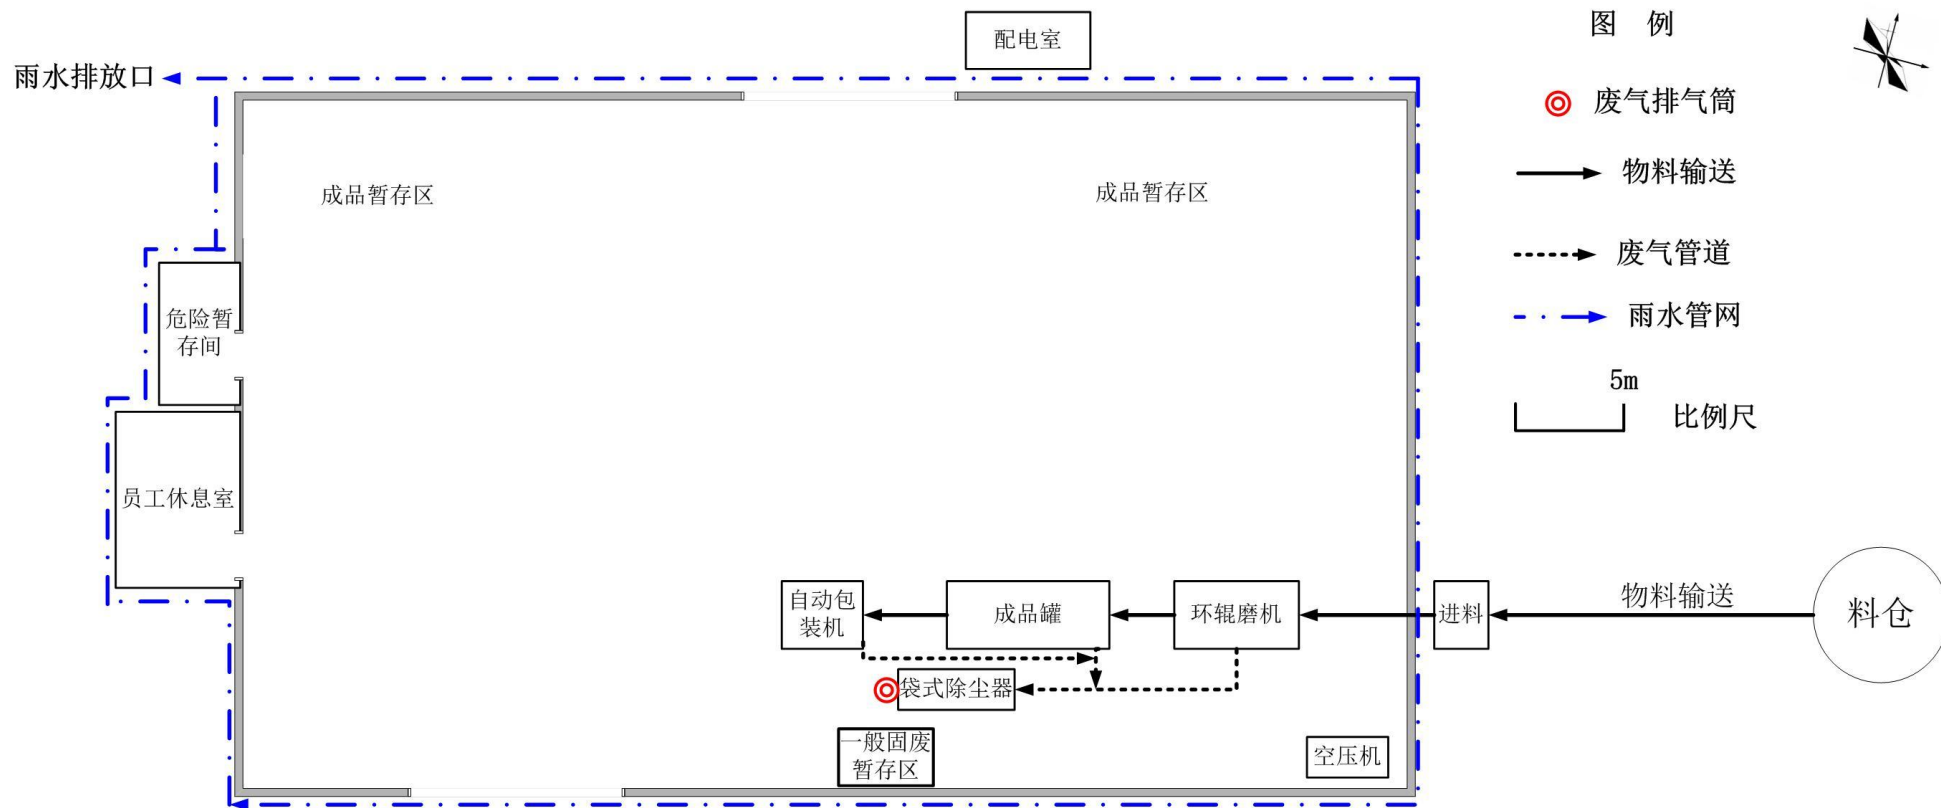 配电室
图 例
雨水排放口
废气排气筒
物料输送
成品暂存区
成品暂存区
废气管道
雨水管网
危险暂
存间
5m
比例尺
员工休息室
自动包
装机
成品罐
环辊磨机
进料
物料输送
料仓
袋式除尘器
一般固废
暂存区
空压机